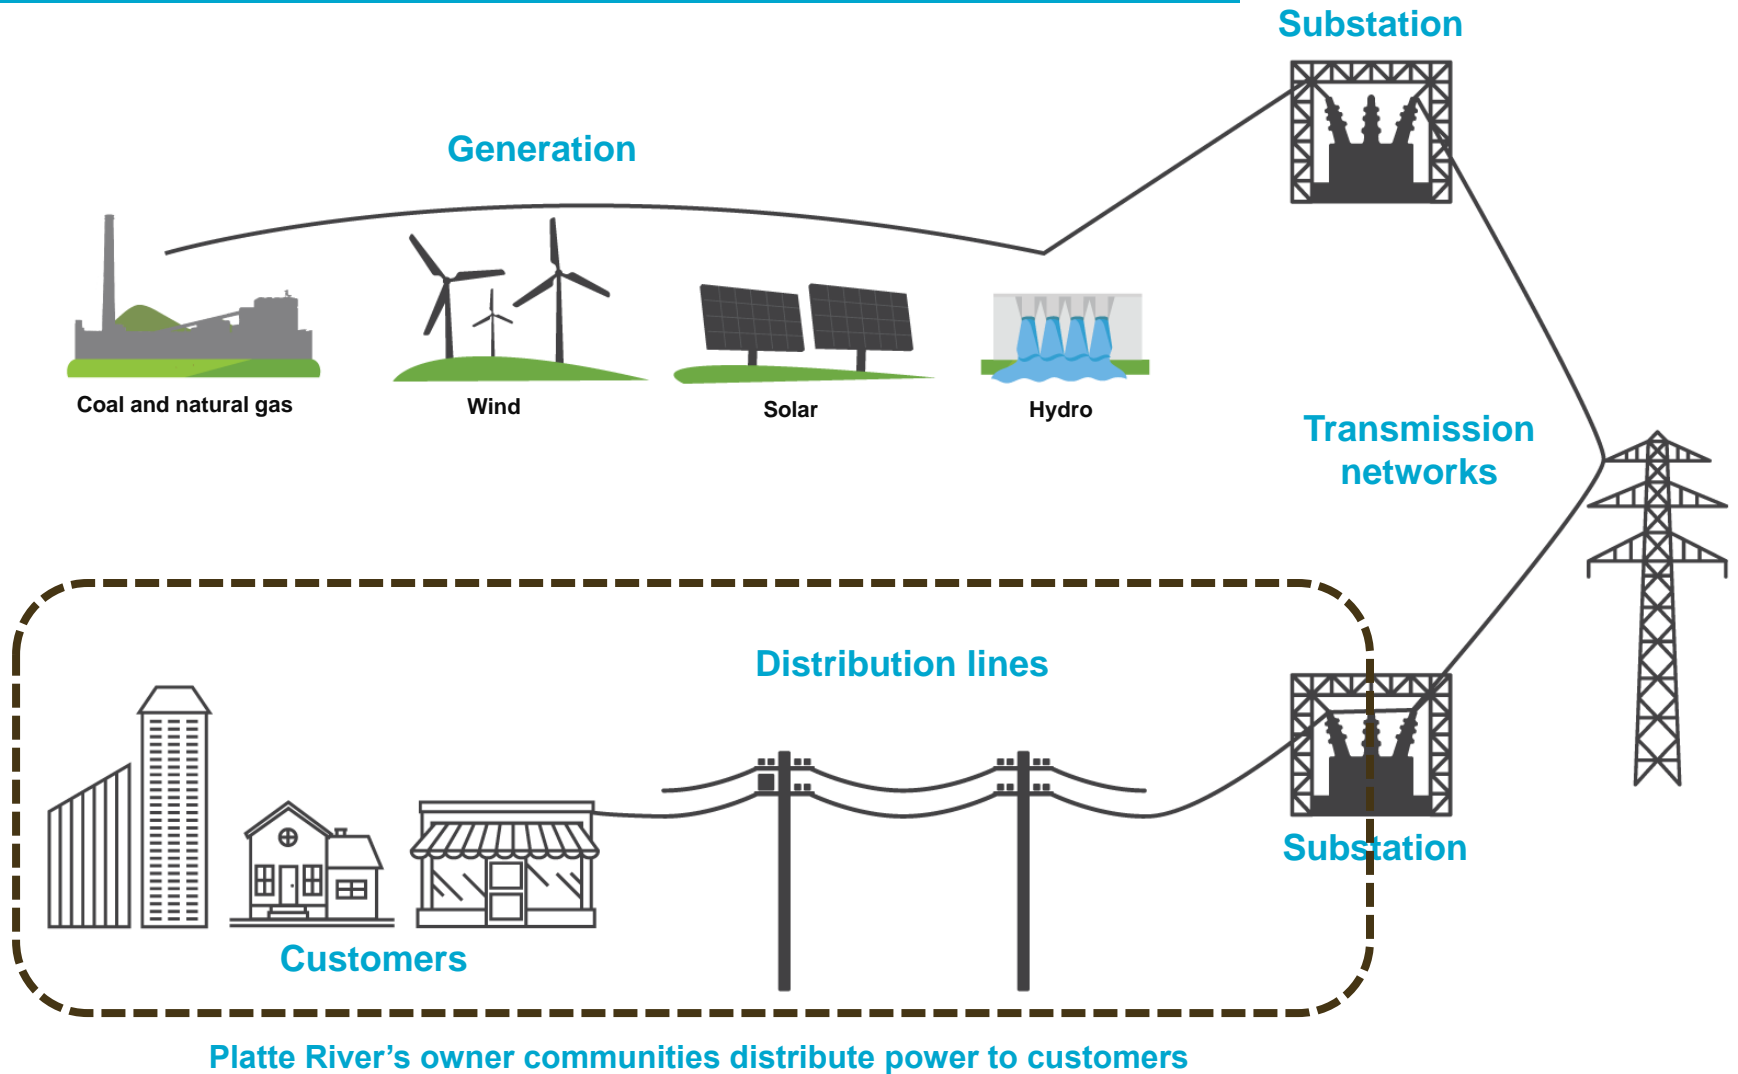 Substation
Generation
Coal and natural gas
Wind
Solar
Hydro
Transmission
networks
Distribution lines
Substation
Customers
Platte River’s owner communities distribute power to customers